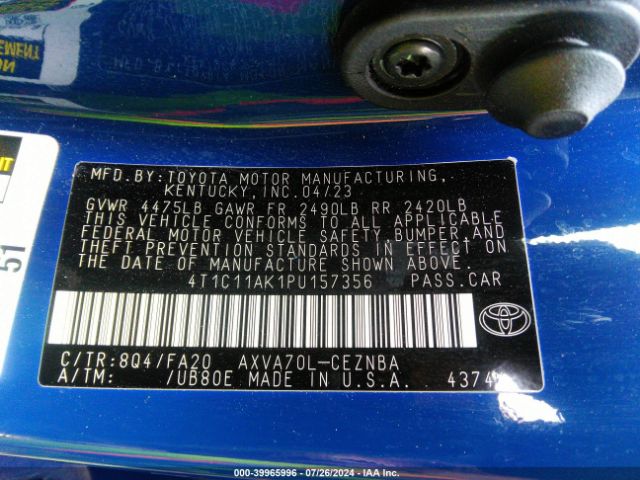 MFD.BY:TOYOTA MOTOR MANUFACTURING,
KENTUCKY,INC.04/23
GVWR 4475LB GAWR FR 2490LB RR 2420LB
THIS VEHICLE CONFORMS TO ALL APPLICABLE
FEDERAL MOTOR VEHICLE SAFETY,BUMPER,AND
THEFT PREVENTION STANDARDS IN EFFECT ON
THE DATE OF MANUFACTURE SHOWN ABOVE.
4T1C11AK1PU157356 PASS.CAR
C/TR:8Q4/FA20 AXVA70L-CEZNBA
A/TM: /UB80E MADE IN U.S.A. 4374
51
000-39965996 | 07/26/2024 | IAA Inc.